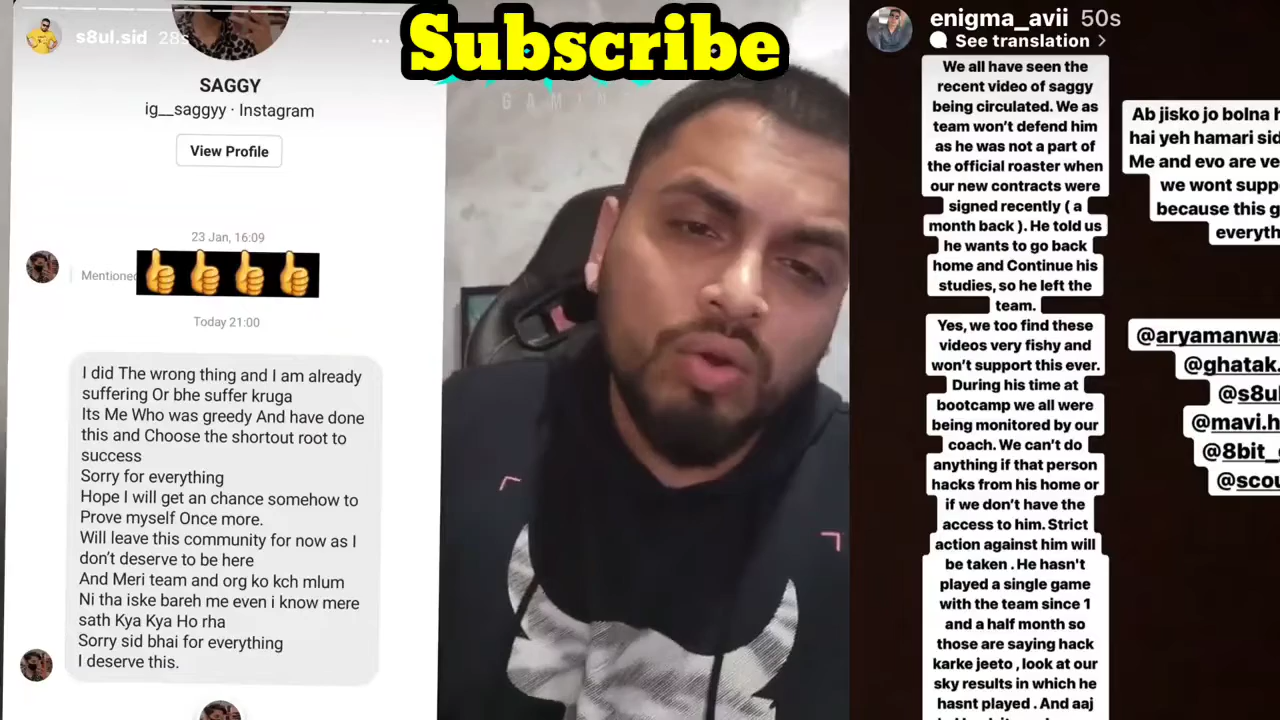 s8ul.sid 28s
SAGGY
ig__saggyy · Instagram
View Profile
23 Jan, 16:09
Mentioned
Today 21:00
I did The wrong thing and I am already
suffering Or bhe suffer kruga
Its Me Who was greedy And have done
this and Choose the shortout root to
success
Sorry for everything
Hope I will get an chance somehow to
Prove myself Once more.
Will leave this community for now as I
don't deserve to be here
And Meri team and org ko kch mlum
Ni tha iske bareh me even i know mere
sath Kya Kya Ho rha
Sorry sid bhai for everything
I deserve this.
Subscribe
GAMIN
enigma_avii 50s
See translation >
We all have seen the
recent video of saggy
being circulated. We as
team won't defend him
as he was not a part of
the official roaster when
our new contracts were
signed recently ( a
month back ). He told us
he wants to go back
home and Continue his
studies, so he left the
team.
Yes, we too find these
videos very fishy and
won't support this ever.
During his time at
bootcamp we all were
being monitored by our
coach. We can't do
anything if that person
hacks from his home or
if we don't have the
access to him. Strict
action against him will
be taken . He hasn't
played a single game
with the team since 1
and a half month so
those are saying hack
karke jeeto , look at our
sky results in which he
hasnt played . And aaj
Ab jisko jo bolna h
hai yeh hamari sid
Me and evo are ve
we wont supp
because this g
everyth
@aryamanwas
@ghatak.
@s8ul
@mavi.h
@8bit_
@scou